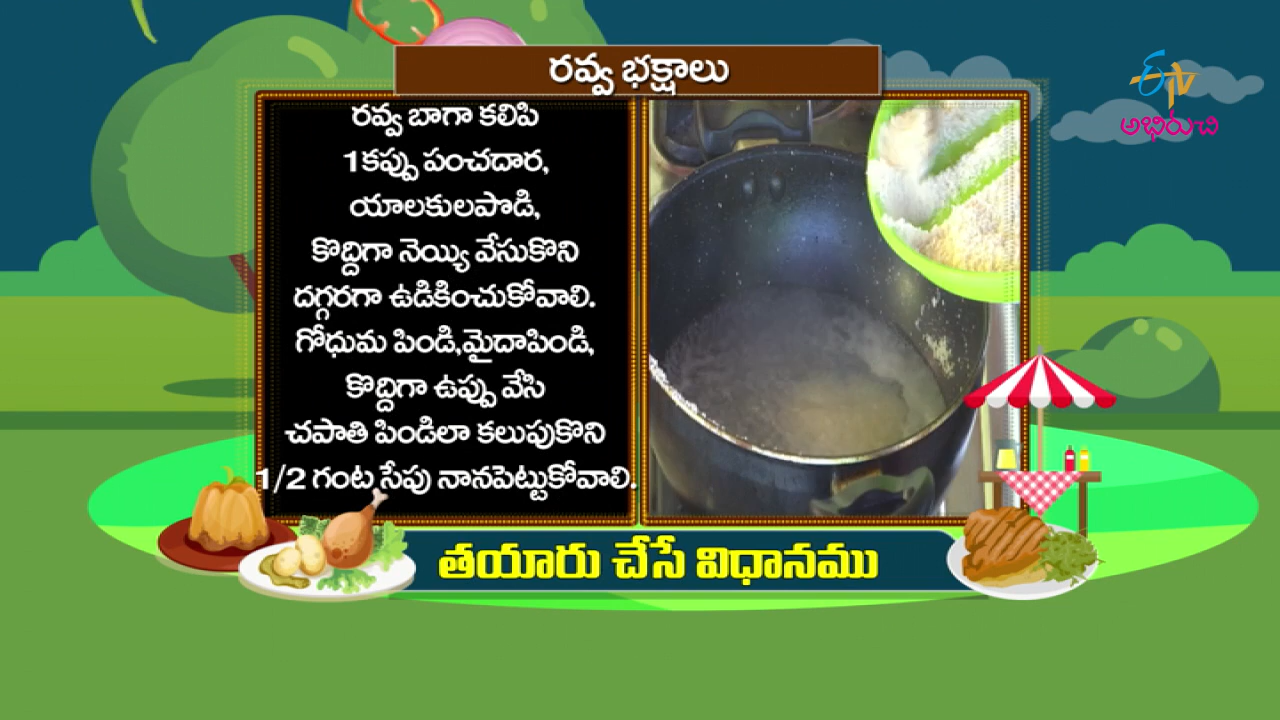 రవ్వ భక్షాలు
etv
అభిరుచి
రవ్వ బాగా కలిపి
1కప్పు పంచదార,
యాలకులపొడి,
కొద్దిగా నెయ్యి వేసుకొని
దగ్గరగా ఉడికించుకోవాలి.
గోధుమ పిండి,మైదాపిండి,
కొద్దిగా ఉప్పు వేసి
చపాతి పిండిలా కలుపుకొని
1/2 గంట సేపు నానపెట్టుకోవాలి.
తయారు చేసే విధానము